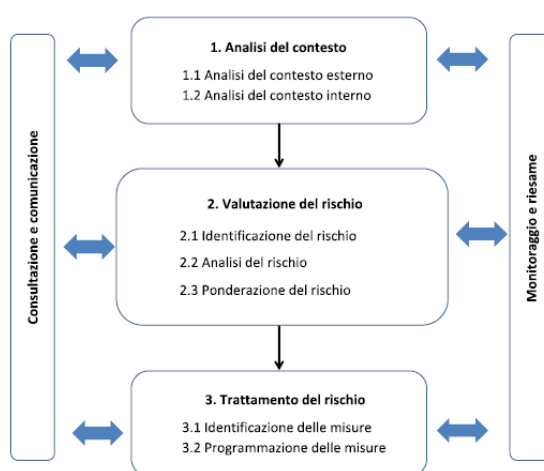 1. Analisi del contesto
1.1 Analisi del contesto esterno
1.2 Analisi del contesto interno
Consultazione e comunicazione
2. Valutazione del rischio
2.1 Identificazione del rischio
2.2 Analisi del rischio
2.3 Ponderazione del rischio
Monitoraggio e riesame
3. Trattamento del rischio
3.1 Identificazione delle misure
3.2 Programmazione delle misure